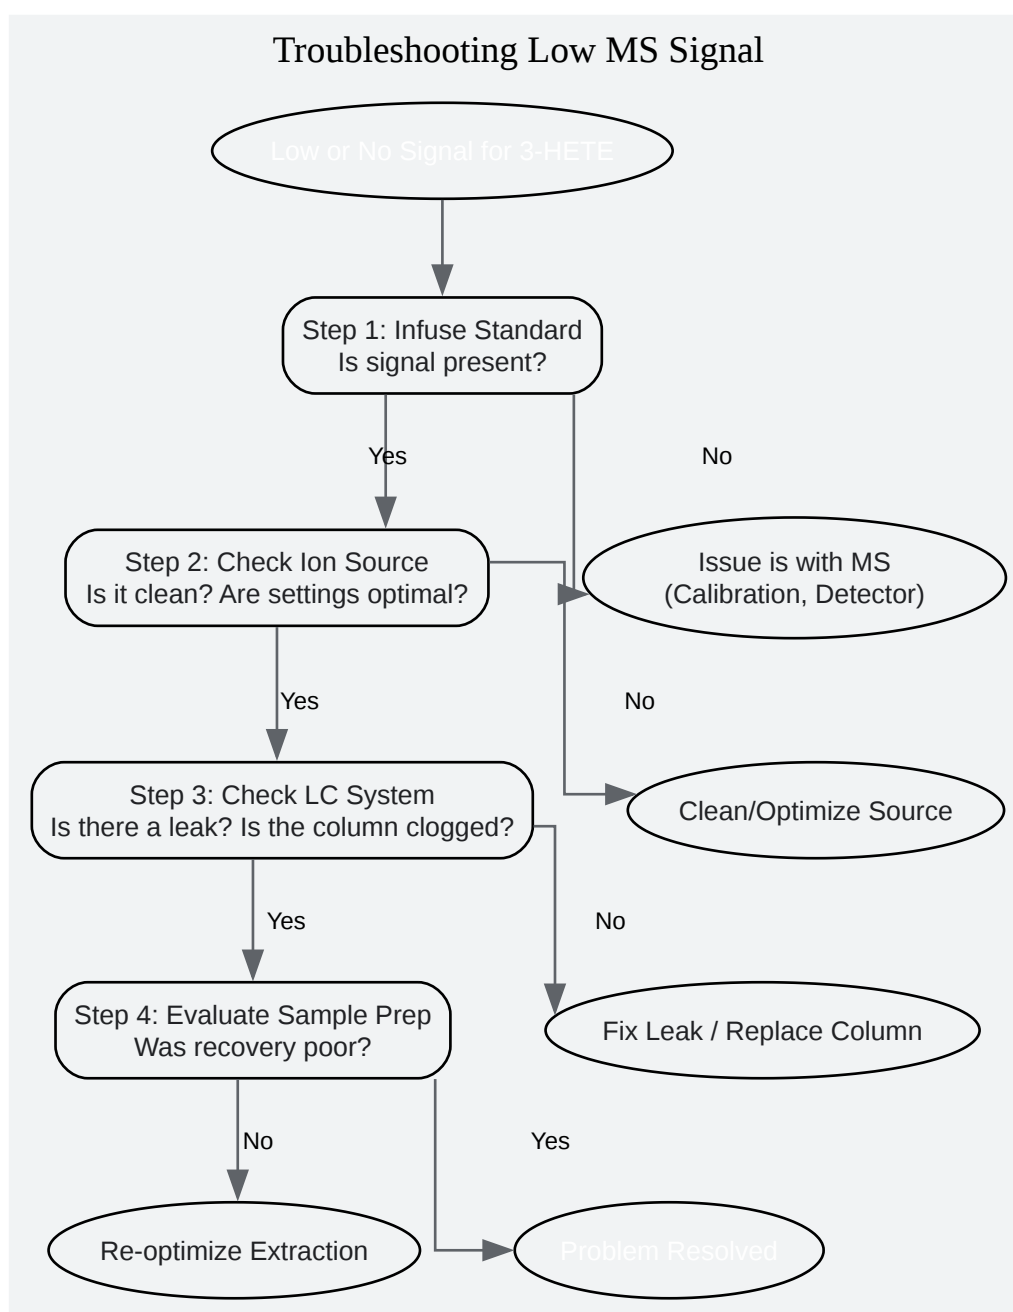 Troubleshooting Low MS Signal
Low or No Signal for 3-HETE
Step 1: Infuse Standard
Is signal present?
Yes
No
Step 2: Check Ion Source
Is it clean? Are settings optimal?
Issue is with MS
(Calibration, Detector)
Yes
No
Step 3: Check LC System
Is there a leak? Is the column clogged?
Clean/Optimize Source
Yes
No
Step 4: Evaluate Sample Prep
Was recovery poor?
Fix Leak / Replace Column
No
Yes
Re-optimize Extraction
Problem Resolved